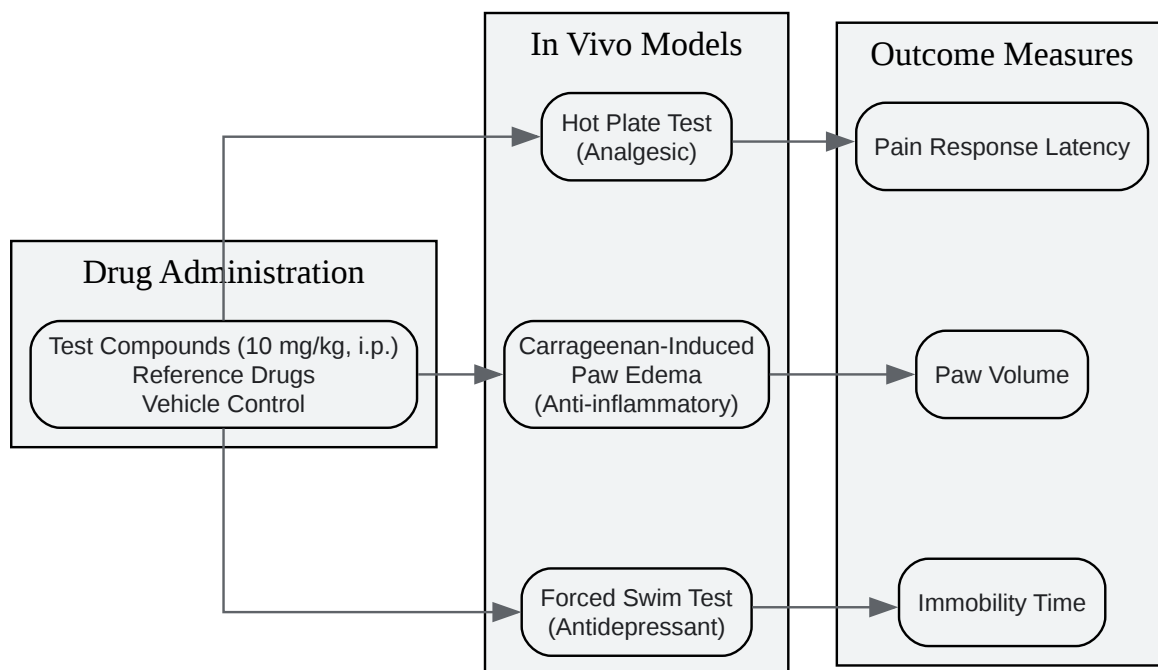 In Vivo Models
Outcome Measures
Hot Plate Test
(Analgesic)
Pain Response Latency
Drug Administration
Test Compounds (10 mg/kg, i.p.)
Reference Drugs
Vehicle Control
Carrageenan-Induced
Paw Edema
(Anti-inflammatory)
Paw Volume
Forced Swim Test
(Antidepressant)
Immobility Time